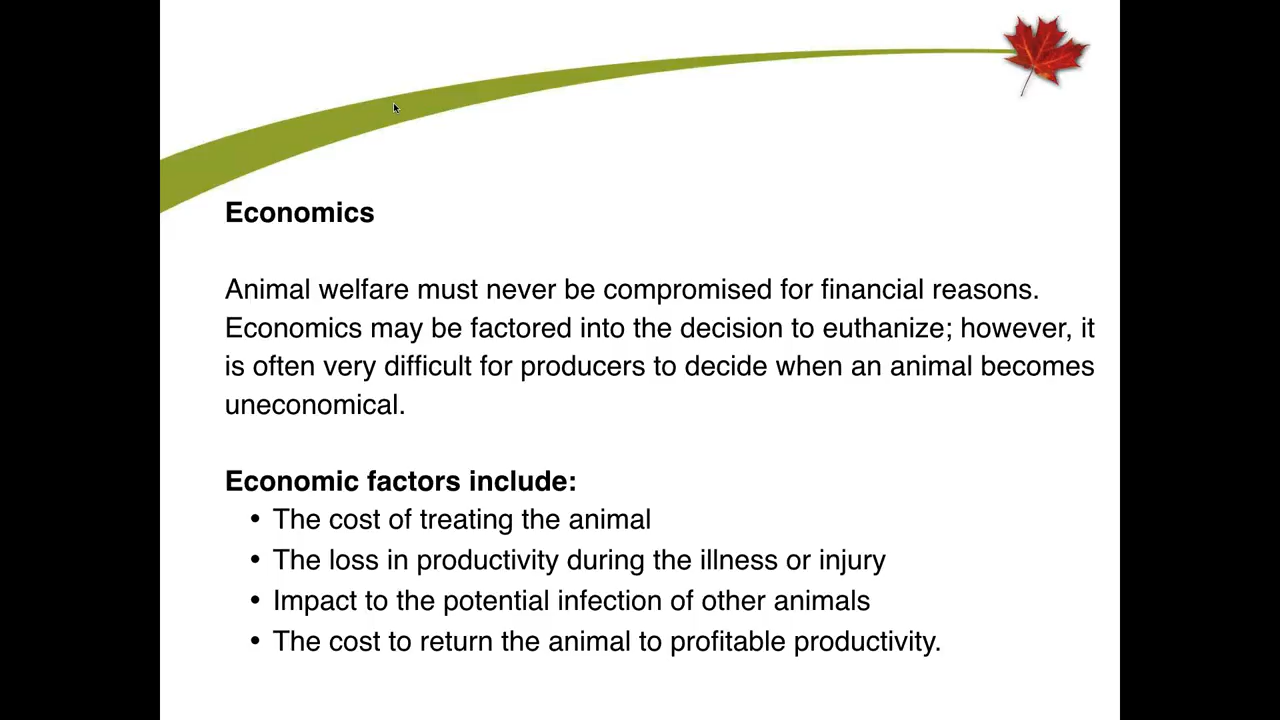 Economics
Animal welfare must never be compromised for financial reasons.
Economics may be factored into the decision to euthanize; however, it
is often very difficult for producers to decide when an animal becomes
uneconomical.
Economic factors include:
• The cost of treating the animal
• The loss in productivity during the illness or injury
• Impact to the potential infection of other animals
• The cost to return the animal to profitable productivity.